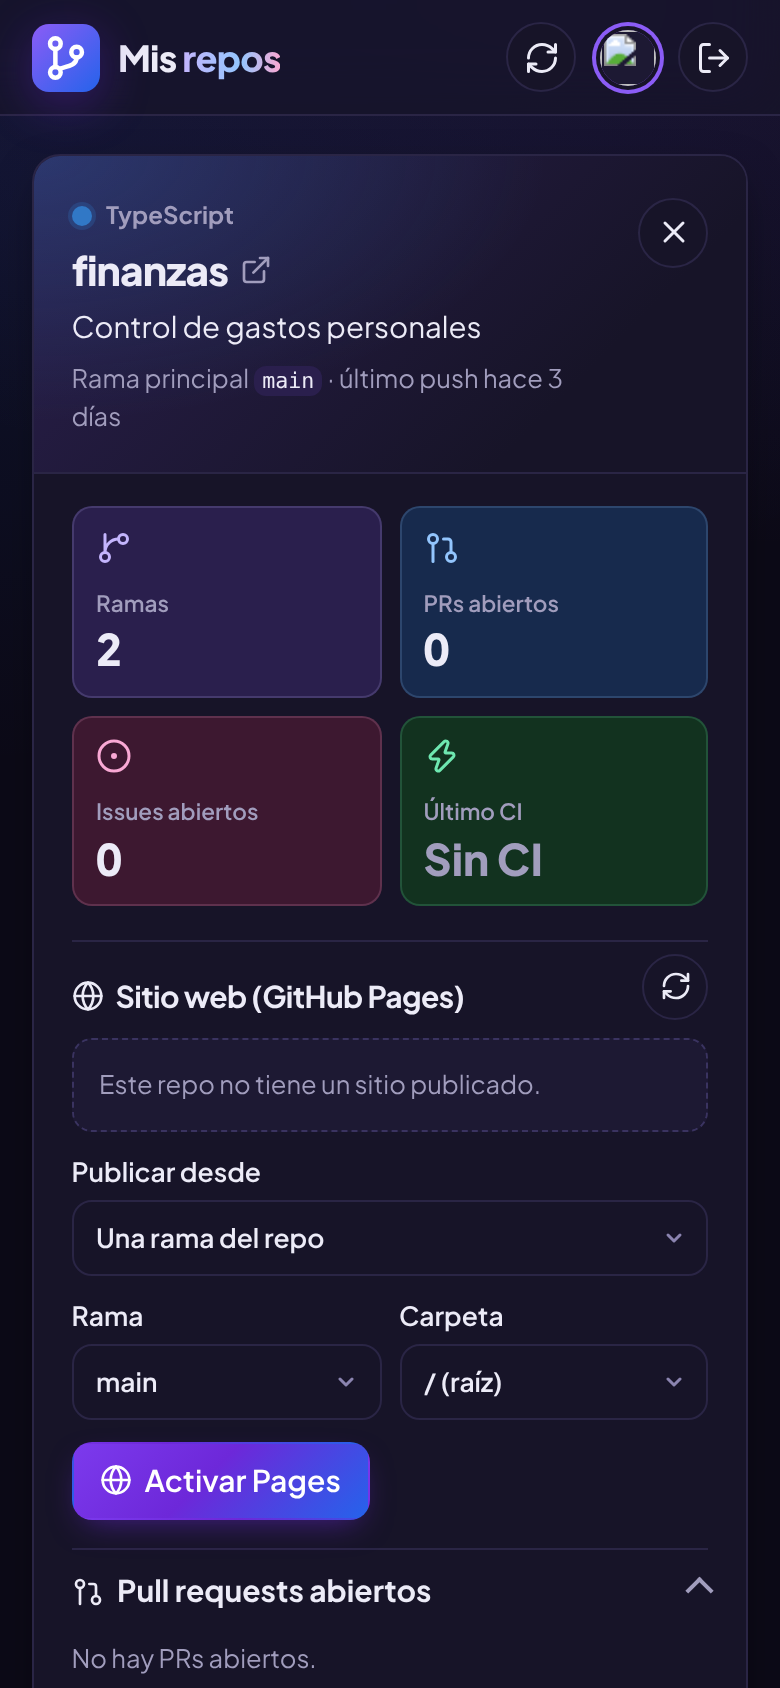 Mis repos
TypeScript
finanzas
Control de gastos personales
Rama principal main · último push hace 3
días
Ramas
2
PRs abiertos
0
Issues abiertos
0
Último CI
Sin CI
Sitio web (GitHub Pages)
Este repo no tiene un sitio publicado.
Publicar desde
Una rama del repo
Rama
Carpeta
main
/ (raíz)
Activar Pages
Pull requests abiertos
No hay PRs abiertos.